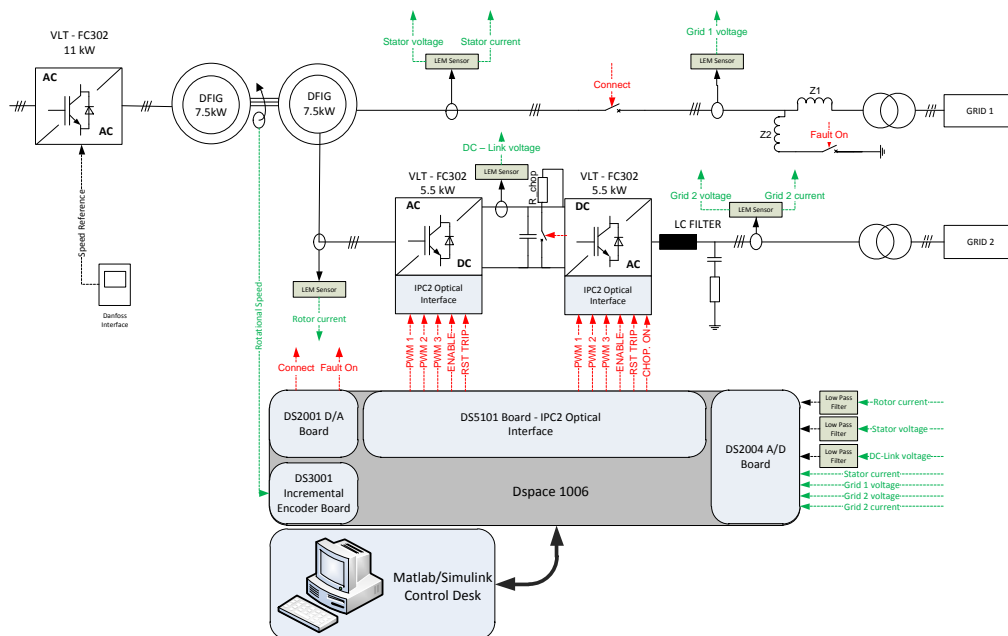 VLT - FC302
11 kW
AC
AC
DFIG
7.5kW
DFIG
7.5kW
Stator voltage
Stator current
LEM Sensor
Connect
Grid 1 voltage
LEM Sensor
Z1
Z2
Fault On
GRID 1
DC – Link voltage
LEM Sensor
VLT - FC302
5.5 kW
AC
DC
IPC2 Optical
Interface
R_chop
VLT - FC302
5.5 kW
DC
AC
IPC2 Optical
Interface
LC FILTER
Grid 2 voltage
Grid 2 current
LEM Sensor
GRID 2
Speed Reference
Danfoss
Interface
Rotational Speed
LEM Sensor
Rotor current
Connect
Fault On
PWM 1
PWM 2
PWM 3
ENABLE
RST TRIP
PWM 1
PWM 2
PWM 3
ENABLE
RST TRIP
CHOP. ON
DS2001 D/A
Board
DS5101 Board - IPC2 Optical
Interface
DS2004 A/D
Board
DS3001
Incremental
Encoder Board
Dspace 1006
Low Pass
Filter
Rotor current
Low Pass
Filter
Stator voltage
Low Pass
Filter
DC-Link voltage
Stator current
Grid 1 voltage
Grid 2 voltage
Grid 2 current
Matlab/Simulink
Control Desk